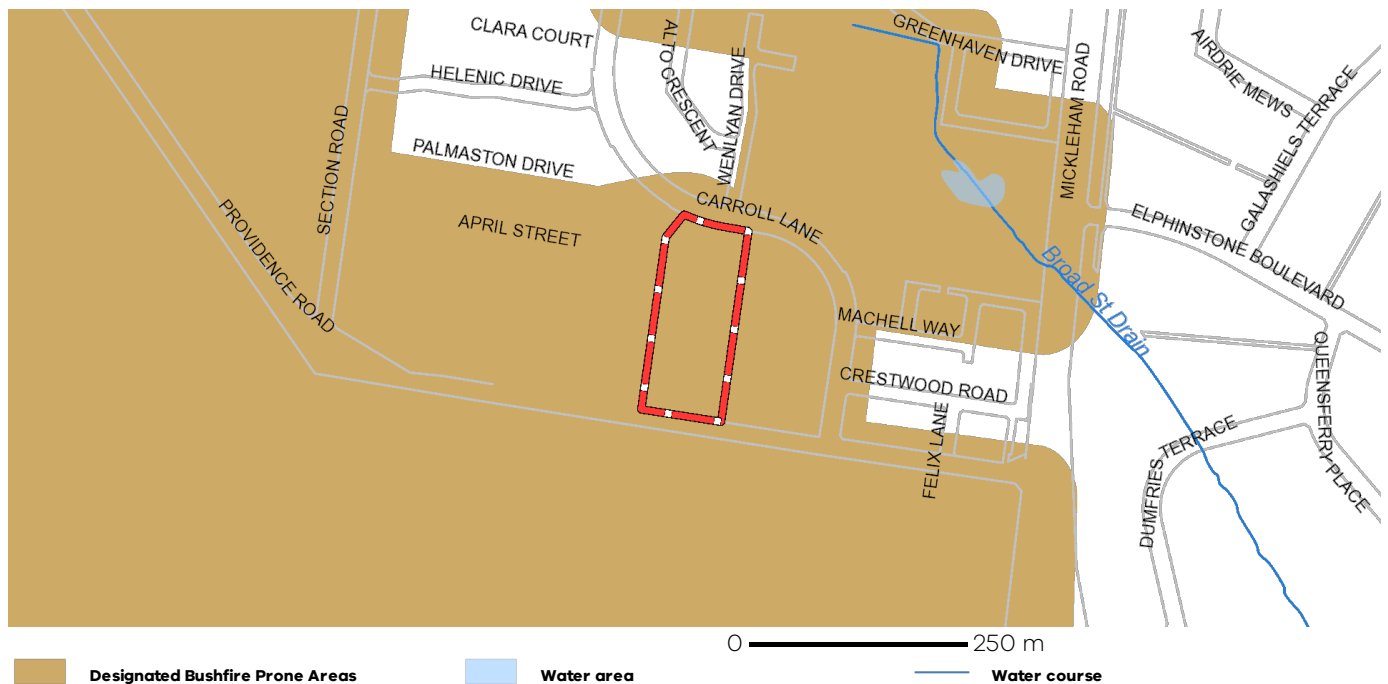 CLARA COURT
ALTO CRESCENT
WENLYAN DRIVE
GREENHAVEN DRIVE
MICKLEHAM ROAD
AIRDRIE MEWS
GALASHIELS TERRACE
HELENIC DRIVE
SECTION ROAD
PALMASTON DRIVE
PROVIDENCE ROAD
APRIL STREET
CARROLL LANE
ELPHINSTONE BOULEVARD
Broad St Drain
MACHELL WAY
CRESTWOOD ROAD
FELIX LANE
QUEENSFERRY PLACE
DUMFRIES TERRACE
0 250 m
Designated Bushfire Prone Areas
Water area
Water course